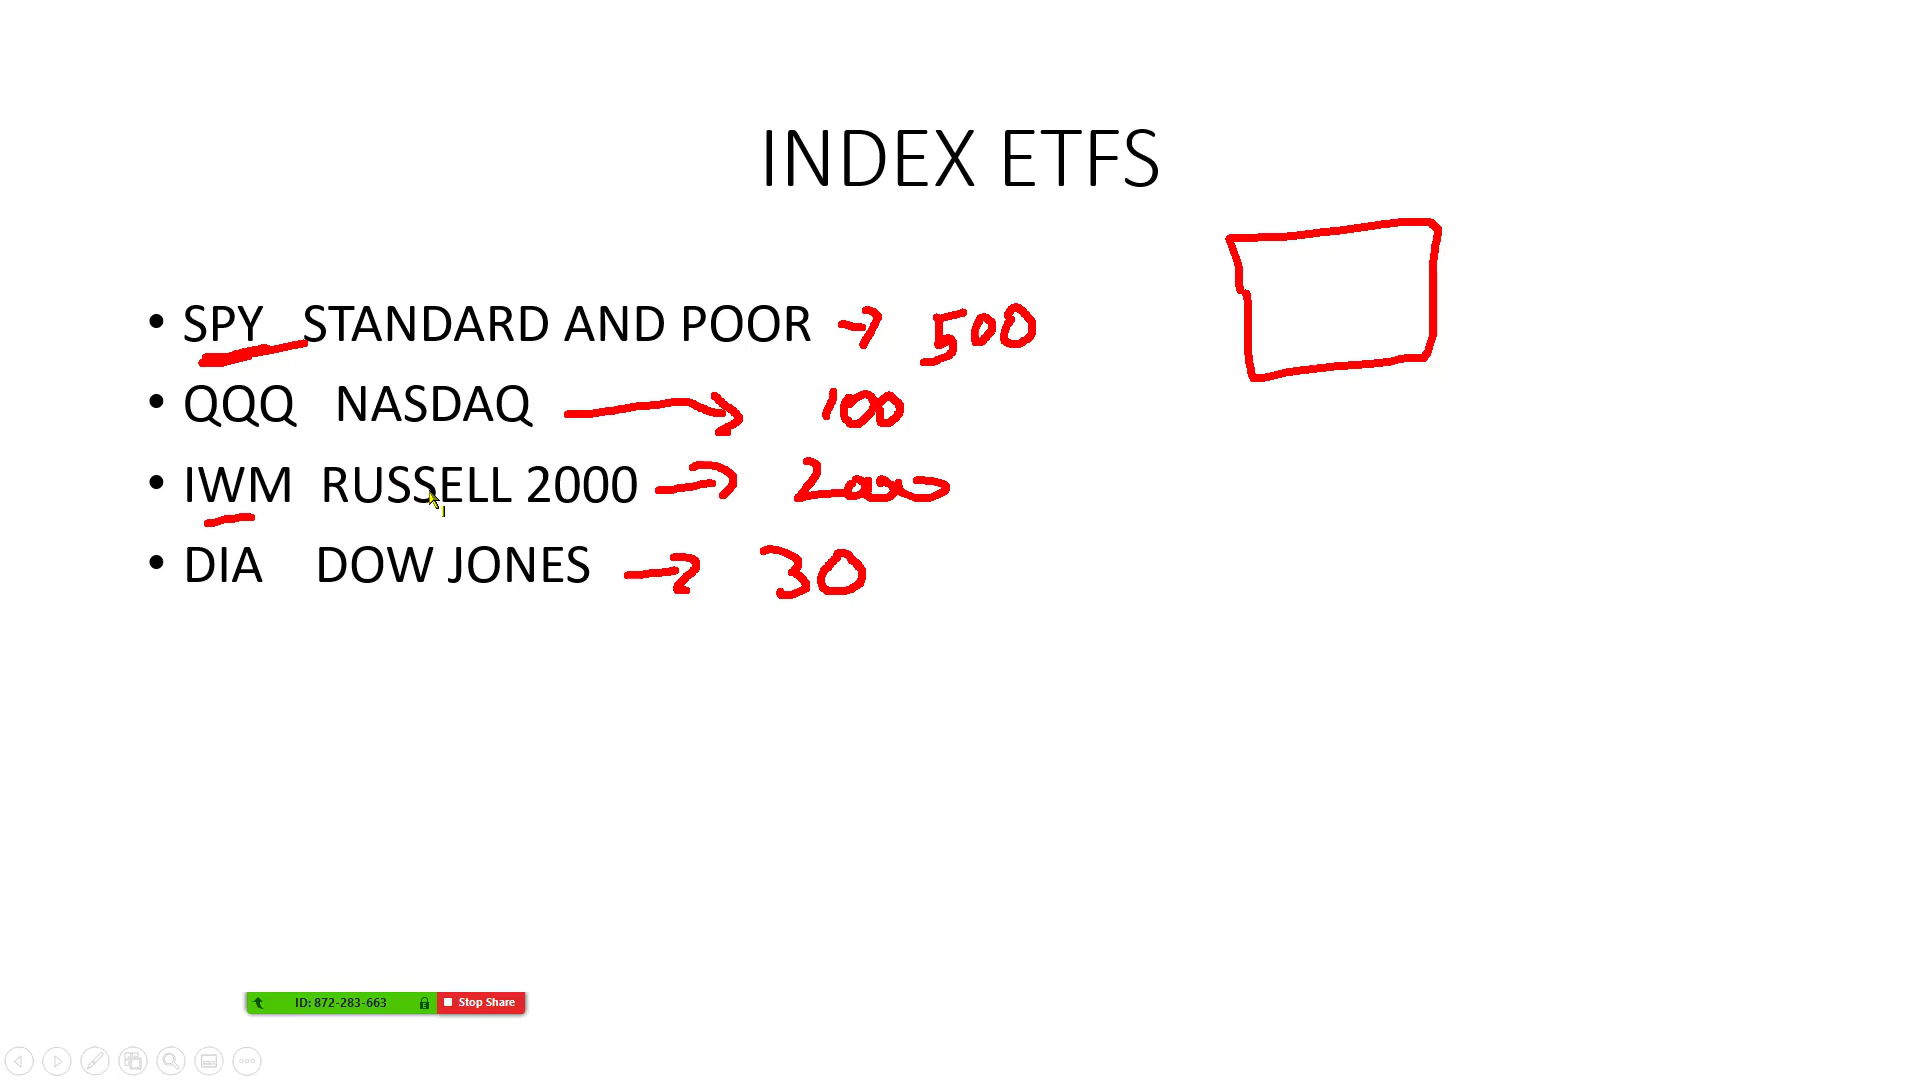 INDEX ETFS
• SPY STANDARD AND POOR → 500
• QQQ NASDAQ → 100
• IWM RUSSELL 2000 → 2000
• DIA DOW JONES → 30
ID: 872-283-663 Stop Share